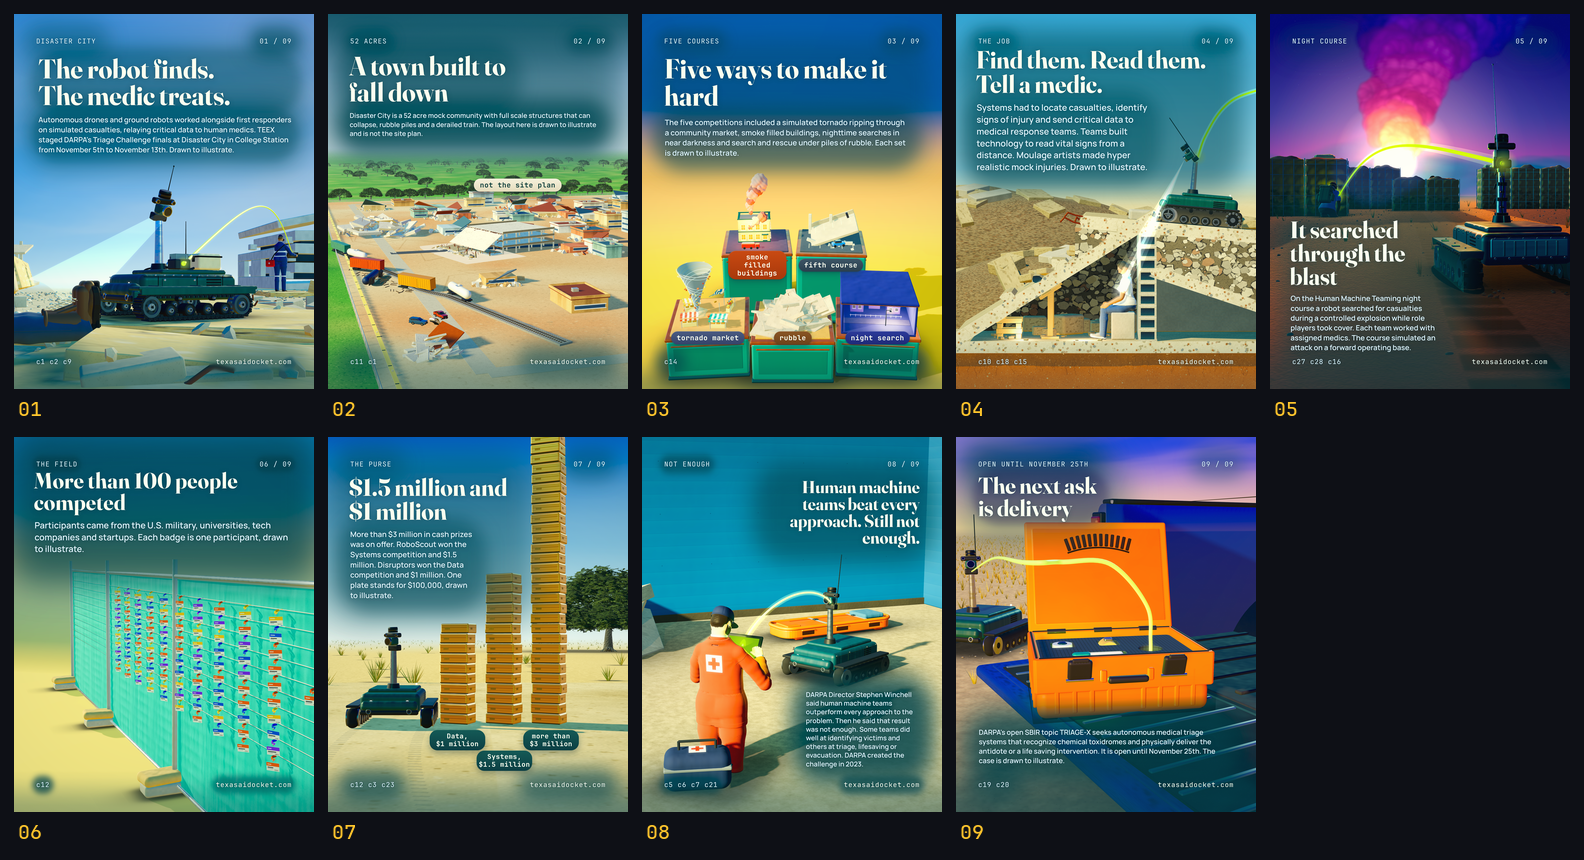 DISASTER CITY
01 / 09
The robot finds.
The medic treats.
Autonomous drones and ground robots worked alongside first responders
on simulated casualties, relaying critical data to human medics. TEEX
staged DARPA's Triage Challenge finals at Disaster City in College Station
from November 5th to November 13th. Drawn to illustrate.
c1 c2 c9
texasaidocket.com
01
52 ACRES
02 / 09
A town built to
fall down
Disaster City is a 52 acre mock community with full scale structures that can
collapse, rubble piles and a derailed train. The layout here is drawn to illustrate
and is not the site plan.
not the site plan
c11 c1
texasaidocket.com
02
FIVE COURSES
03 / 09
Five ways to make it
hard
The five competitions included a simulated tornado ripping through
a community market, smoke filled buildings, nighttime searches in
near darkness and search and rescue under piles of rubble. Each set
is drawn to illustrate.
smoke
filled
buildings
fifth course
tornado market
rubble
night search
c14
texasaidocket.com
03
THE JOB
04 / 09
Find them. Read them.
Tell a medic.
Systems had to locate casualties, identify
signs of injury and send critical data to
medical response teams. Teams built
technology to read vital signs from a
distance. Moulage artists made hyper
realistic mock injuries. Drawn to illustrate.
c10 c18 c15
texasaidocket.com
04
NIGHT COURSE
05 / 09
It searched
through the
blast
On the Human Machine Teaming night
course a robot searched for casualties
during a controlled explosion while role
players took cover. Each team worked with
assigned medics. The course simulated an
attack on a forward operating base.
c27 c28 c16
texasaidocket.com
05
THE FIELD
06 / 09
More than 100 people
competed
Participants came from the U.S. military, universities, tech
companies and startups. Each badge is one participant, drawn
to illustrate.
c12
texasaidocket.com
06
THE PURSE
07 / 09
$1.5 million and
$1 million
More than $3 million in cash prizes
was on offer. RoboScout won the
Systems competition and $1.5
million. Disruptors won the Data
competition and $1 million. One
plate stands for $100,000, drawn
to illustrate.
Data,
$1 million
Systems,
$1.5 million
more than
$3 million
c12 c3 c23
texasaidocket.com
07
NOT ENOUGH
08 / 09
Human machine
teams beat every
approach. Still not
enough.
DARPA Director Stephen Winchell
said human machine teams
outperform every approach to the
problem. Then he said that result
was not enough. Some teams did
well at identifying victims and
others at triage, lifesaving or
evacuation. DARPA created the
challenge in 2023.
c5 c6 c7 c21
texasaidocket.com
08
OPEN UNTIL NOVEMBER 25TH
09 / 09
The next ask
is delivery
DARPA's open SBIR topic TRIAGE-X seeks autonomous medical triage
systems that recognize chemical toxidromes and physically deliver the
antidote or a life saving intervention. It is open until November 25th. The
case is drawn to illustrate.
c19 c20
texasaidocket.com
09